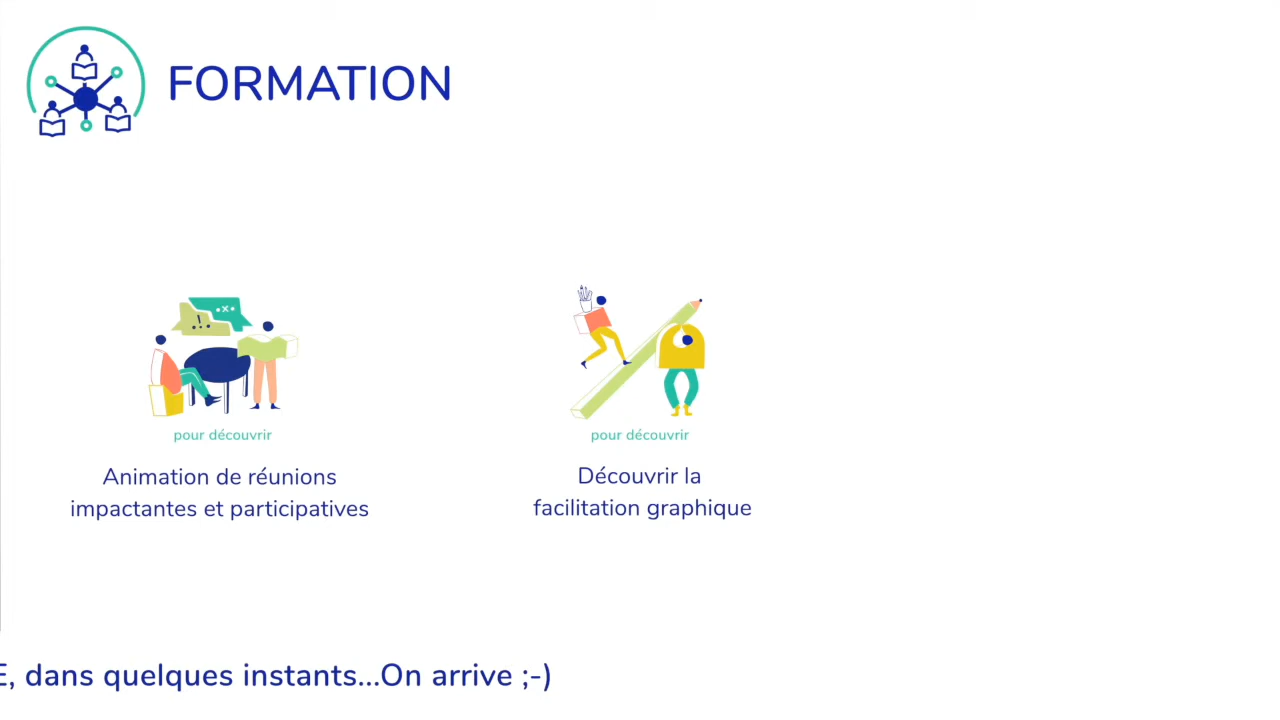 FORMATION
pour découvrir
Animation de réunions
impactantes et participatives
pour découvrir
Découvrir la
facilitation graphique
E, dans quelques instants...On arrive ;-)